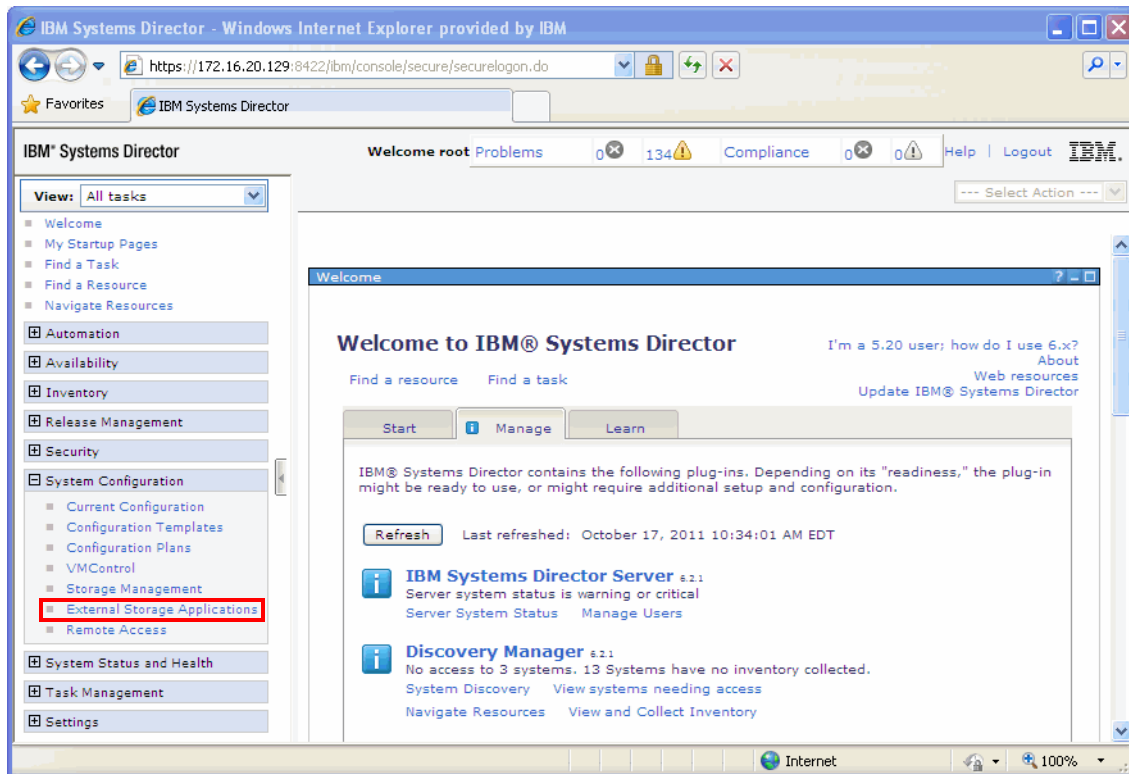 IBM Systems Director - Windows Internet Explorer provided by IBM
https://172.16.20.129:8422/ibm/console/secure/securelogon.do
Favorites
IBM Systems Director
IBM® Systems Director
Welcome root Problems 0 134 Compliance 0 0 Help | Logout IBM.
View: All tasks
--- Select Action ---
Welcome
My Startup Pages
Find a Task
Find a Resource
Navigate Resources
Automation
Availability
Inventory
Release Management
Security
System Configuration
Current Configuration
Configuration Templates
Configuration Plans
VMControl
Storage Management
External Storage Applications
Remote Access
System Status and Health
Task Management
Settings
Welcome
Welcome to IBM® Systems Director
I'm a 5.20 user; how do I use 6.x?
About
Web resources
Update IBM® Systems Director
Find a resource Find a task
Start Manage Learn
IBM® Systems Director contains the following plug-ins. Depending on its "readiness," the plug-in
might be ready to use, or might require additional setup and configuration.
Refresh Last refreshed: October 17, 2011 10:34:01 AM EDT
IBM Systems Director Server 6.2.1
Server system status is warning or critical
Server System Status Manage Users
Discovery Manager 6.2.1
No access to 3 systems. 13 Systems have no inventory collected.
System Discovery View systems needing access
Navigate Resources View and Collect Inventory
Internet
100%